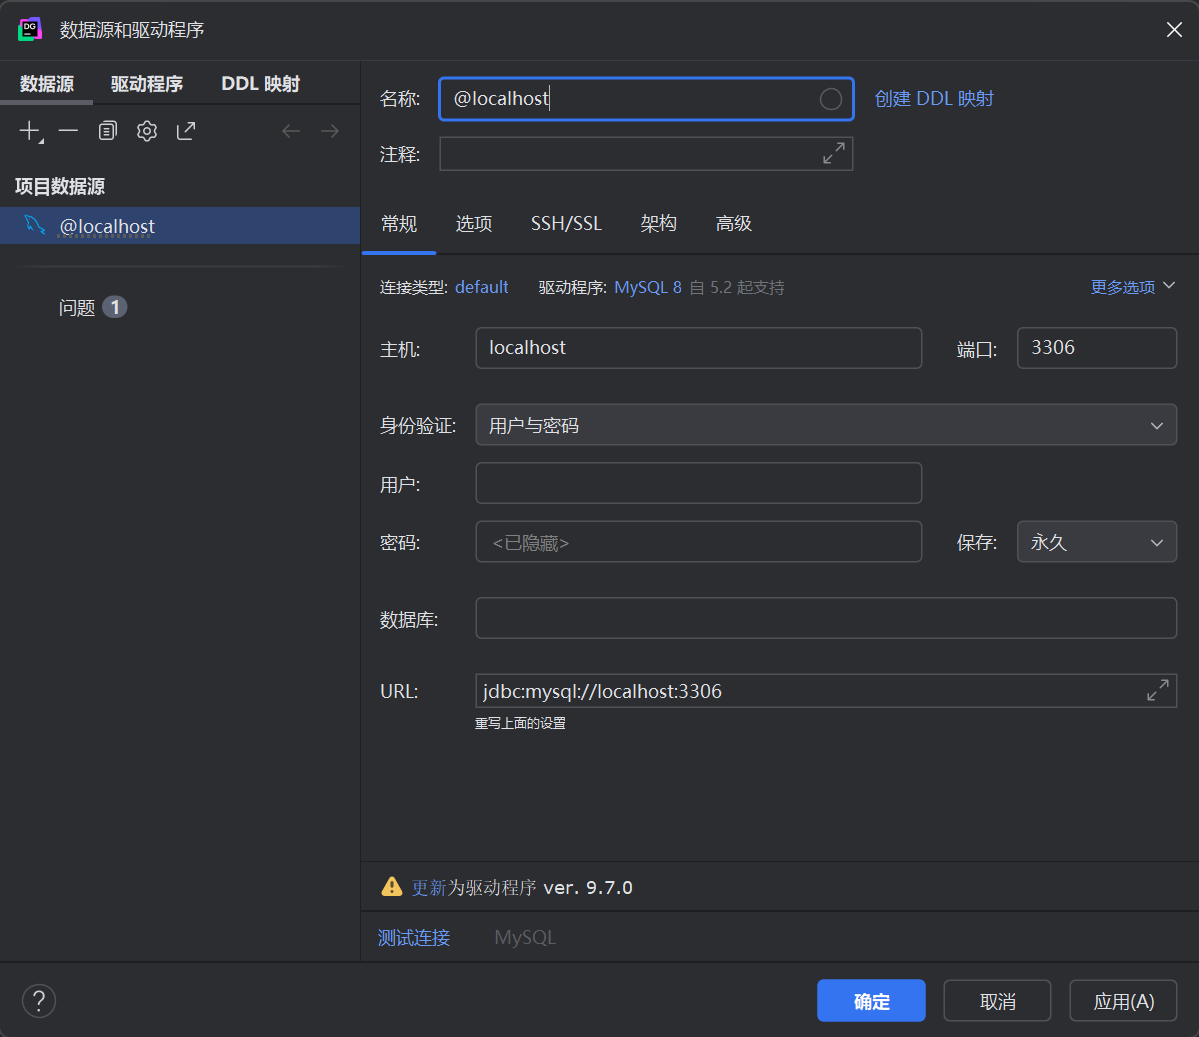 DG 数据源和驱动程序
数据源 驱动程序 DDL 映射
项目数据源
@localhost
问题 1
名称: @localhost 创建 DDL 映射
注释:
常规 选项 SSH/SSL 架构 高级
连接类型: default 驱动程序: MySQL 8 自 5.2 起支持 更多选项
主机: localhost 端口: 3306
身份验证: 用户与密码
用户:
密码: <已隐藏> 保存: 永久
数据库:
URL: jdbc:mysql://localhost:3306
重写上面的设置
更新为驱动程序 ver. 9.7.0
测试连接 MySQL
? 确定 取消 应用(A)